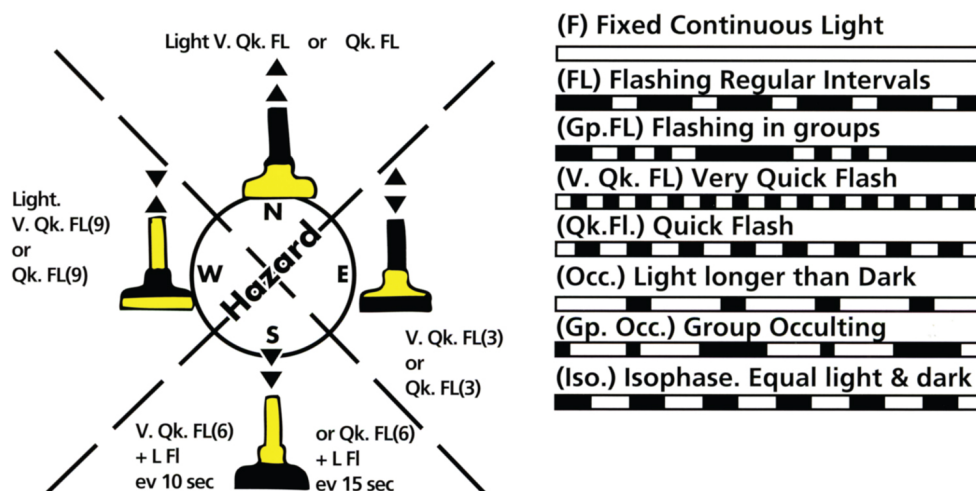 Light V. Qk. FL or Qk. FL
Light.
V. Qk. FL(9)
or
Qk. FL(9)
N
W
E
S
Hazard
V. Qk. FL(3)
or
Qk. FL(3)
V. Qk. FL(6)
+ L Fl
ev 10 sec
or Qk. FL(6)
+ L Fl
ev 15 sec
(F) Fixed Continuous Light
(FL) Flashing Regular Intervals
(Gp.FL) Flashing in groups
(V. Qk. FL) Very Quick Flash
(Qk.Fl.) Quick Flash
(Occ.) Light longer than Dark
(Gp. Occ.) Group Occulting
(Iso.) Isophase. Equal light & dark